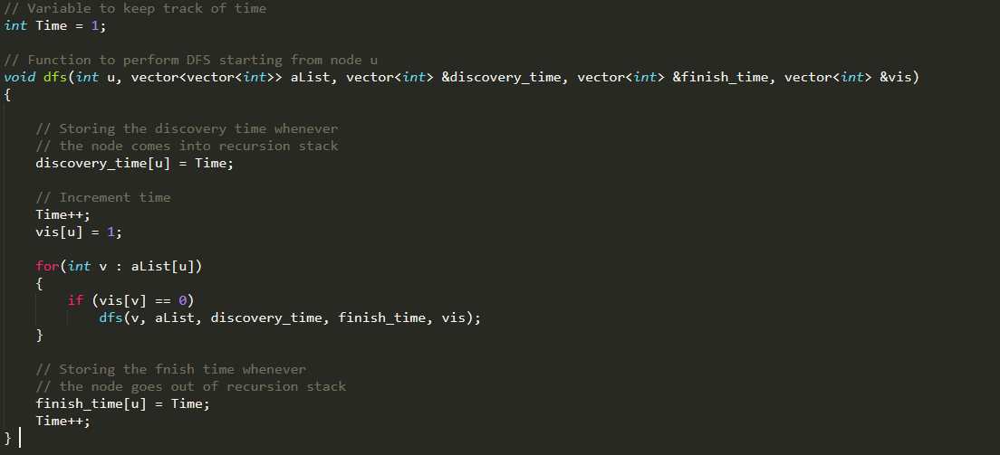 // Variable to keep track of time
int Time = 1;
// Function to perform DFS starting from node u
void dfs(int u, vector<vector<int>> aList, vector<int> &discovery_time, vector<int> &finish_time, vector<int> &vis)
{
// Storing the discovery time whenever
// the node comes into recursion stack
discovery_time[u] = Time;
// Increment time
Time++;
vis[u] = 1;
for(int v : aList[u])
{
if (vis[v] == 0)
dfs(v, aList, discovery_time, finish_time, vis);
}
// Storing the fnish time whenever
// the node goes out of recursion stack
finish_time[u] = Time;
Time++;
}